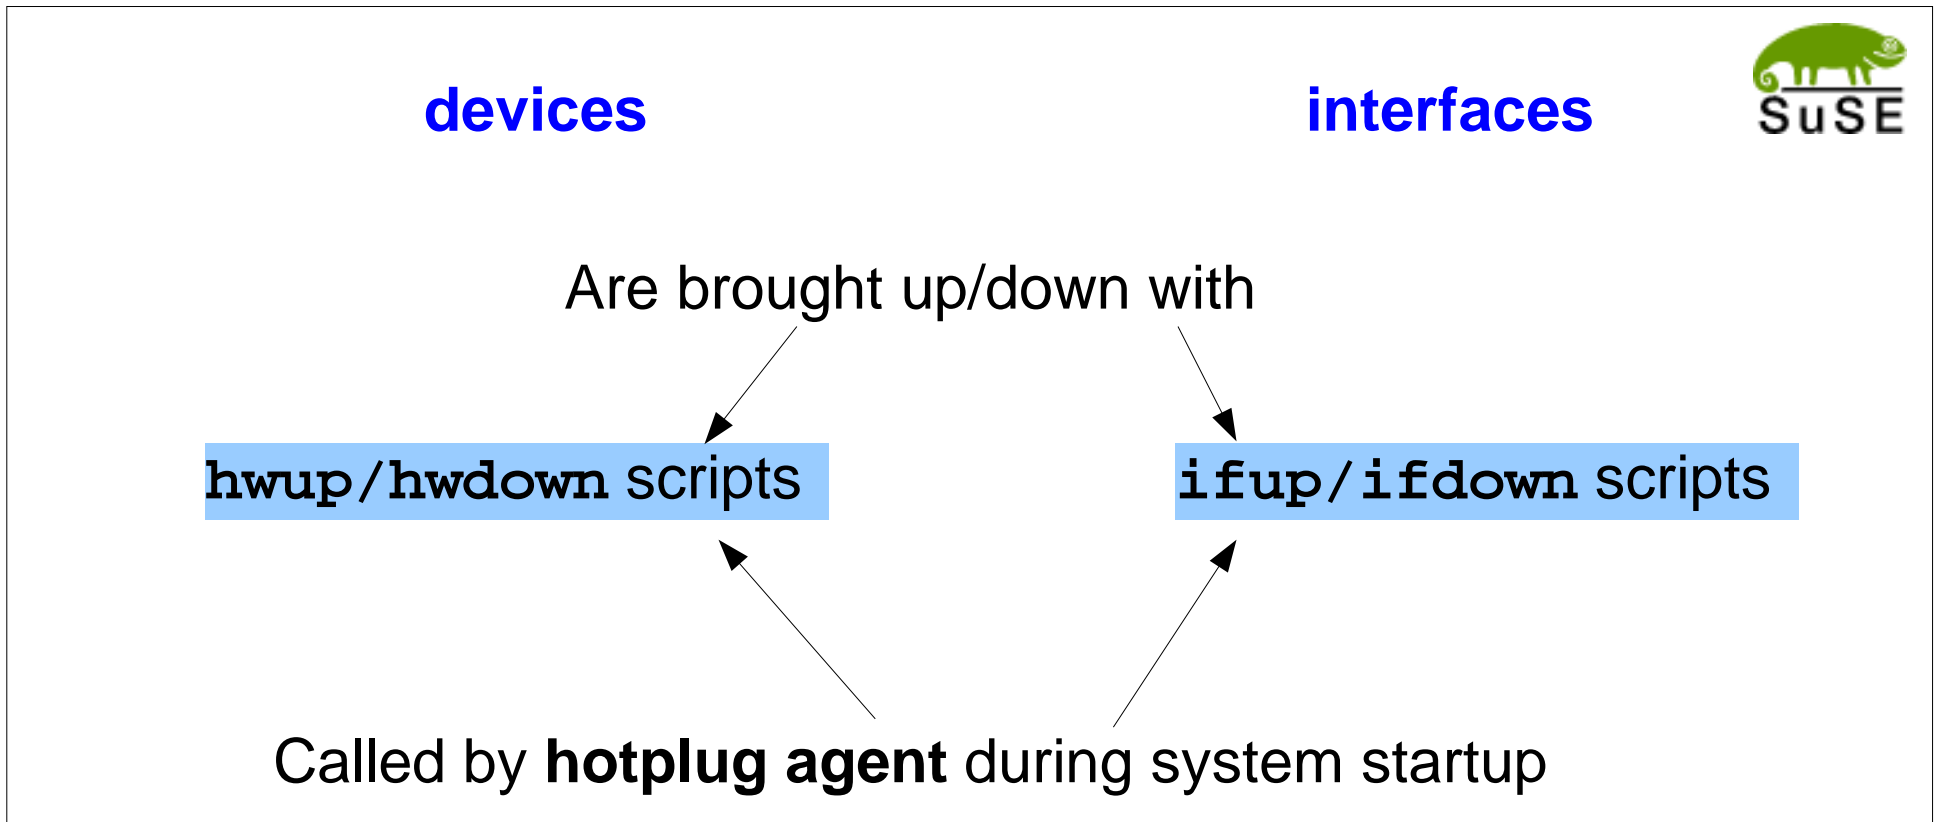 devices interfaces
SuSE
Are brought up/down with
hwup/hwdown scripts
ifup/ifdown scripts
Called by hotplug agent during system startup